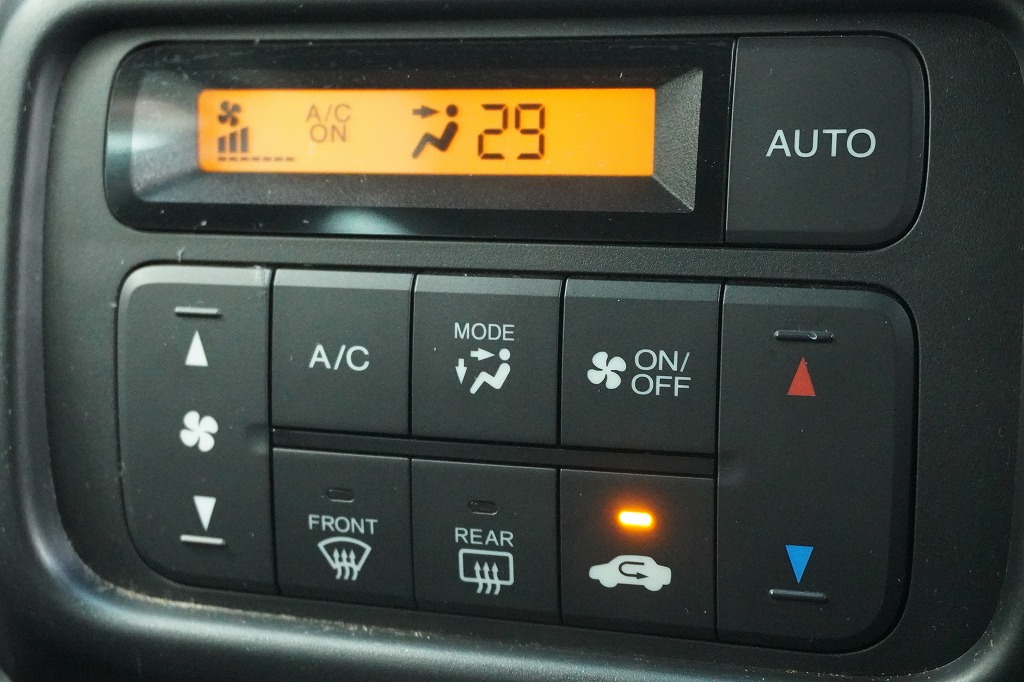 A/C
ON
29
AUTO
A/C
MODE
ON/
OFF
FRONT
REAR